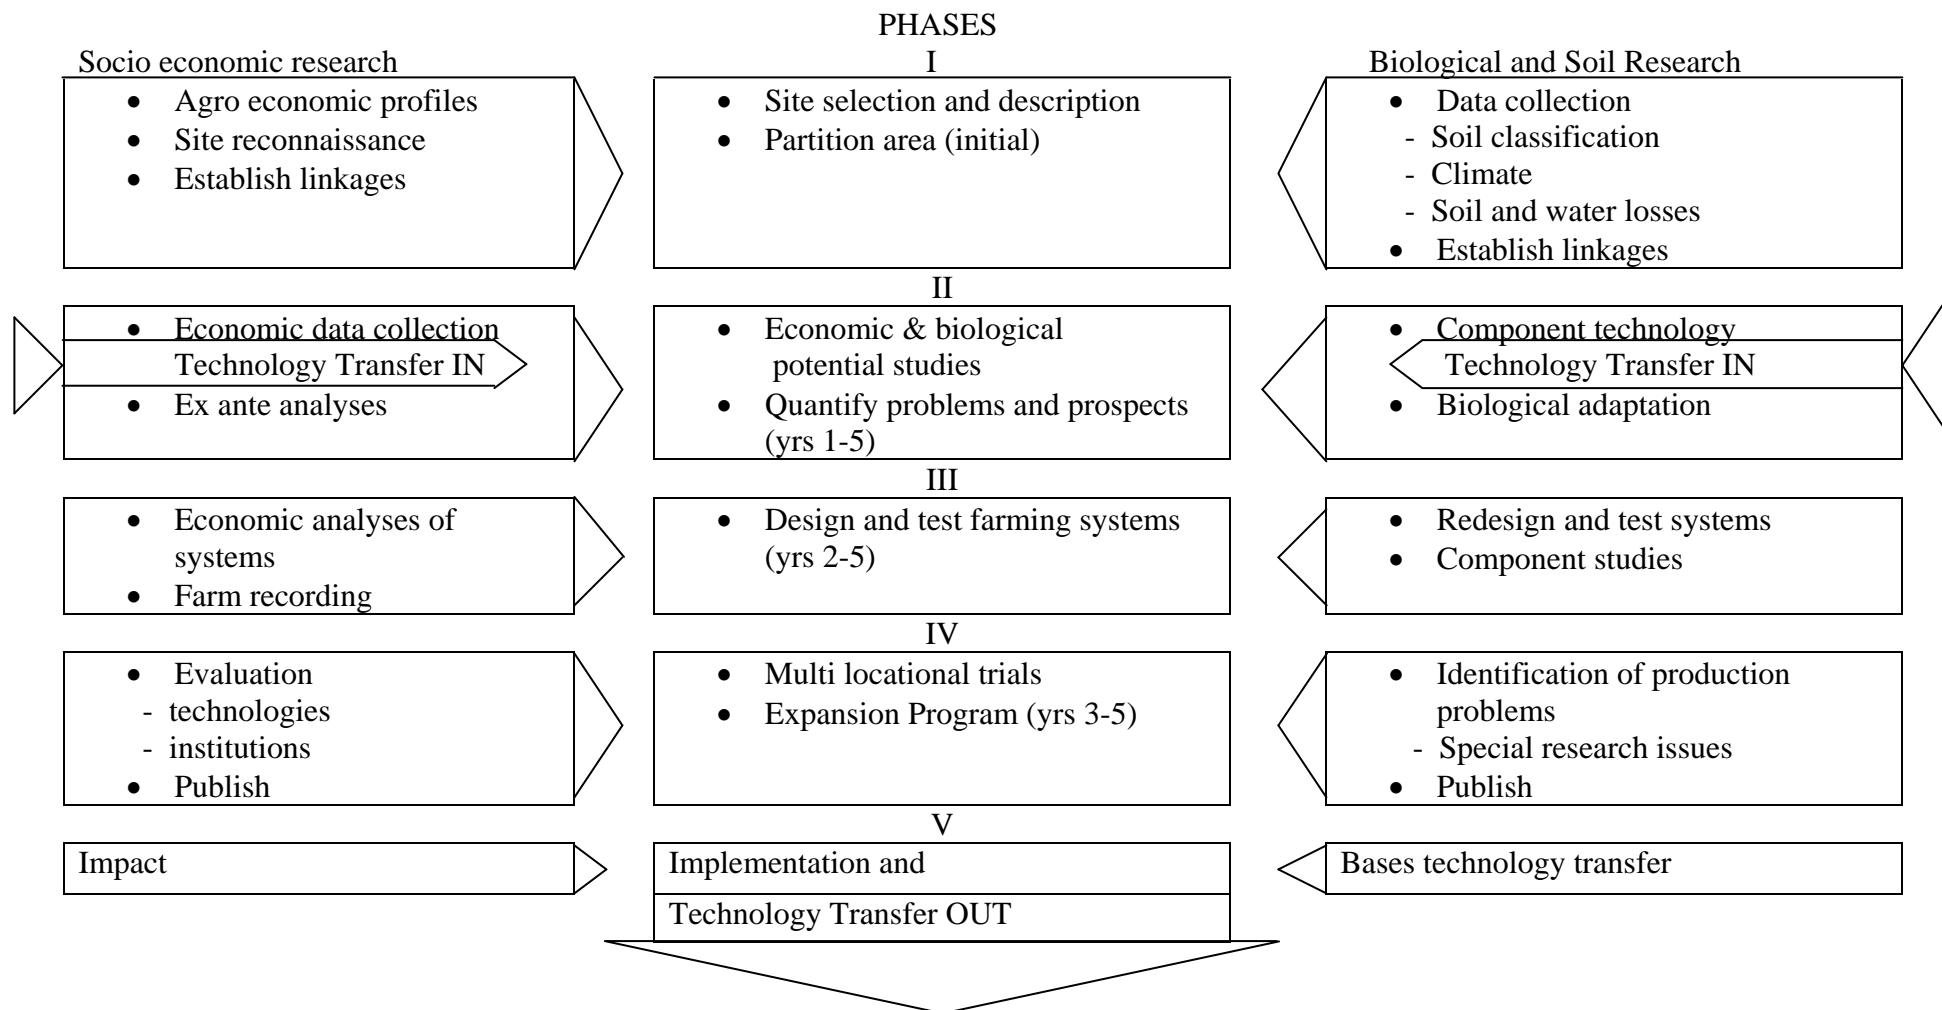 PHASES
Socio economic research
I
Biological and Soil Research
• Agro economic profiles
• Site reconnaissance
• Establish linkages
• Site selection and description
• Partition area (initial)
• Data collection
- Soil classification
- Climate
- Soil and water losses
• Establish linkages
II
• Economic data collection
Technology Transfer IN
• Ex ante analyses
• Economic & biological
potential studies
• Quantify problems and prospects
(yrs 1-5)
• Component technology
Technology Transfer IN
• Biological adaptation
III
• Economic analyses of
systems
• Farm recording
• Design and test farming systems
(yrs 2-5)
• Redesign and test systems
• Component studies
IV
• Evaluation
- technologies
- institutions
• Publish
• Multi locational trials
• Expansion Program (yrs 3-5)
• Identification of production
problems
- Special research issues
• Publish
V
Impact
Implementation and
Technology Transfer OUT
Bases technology transfer